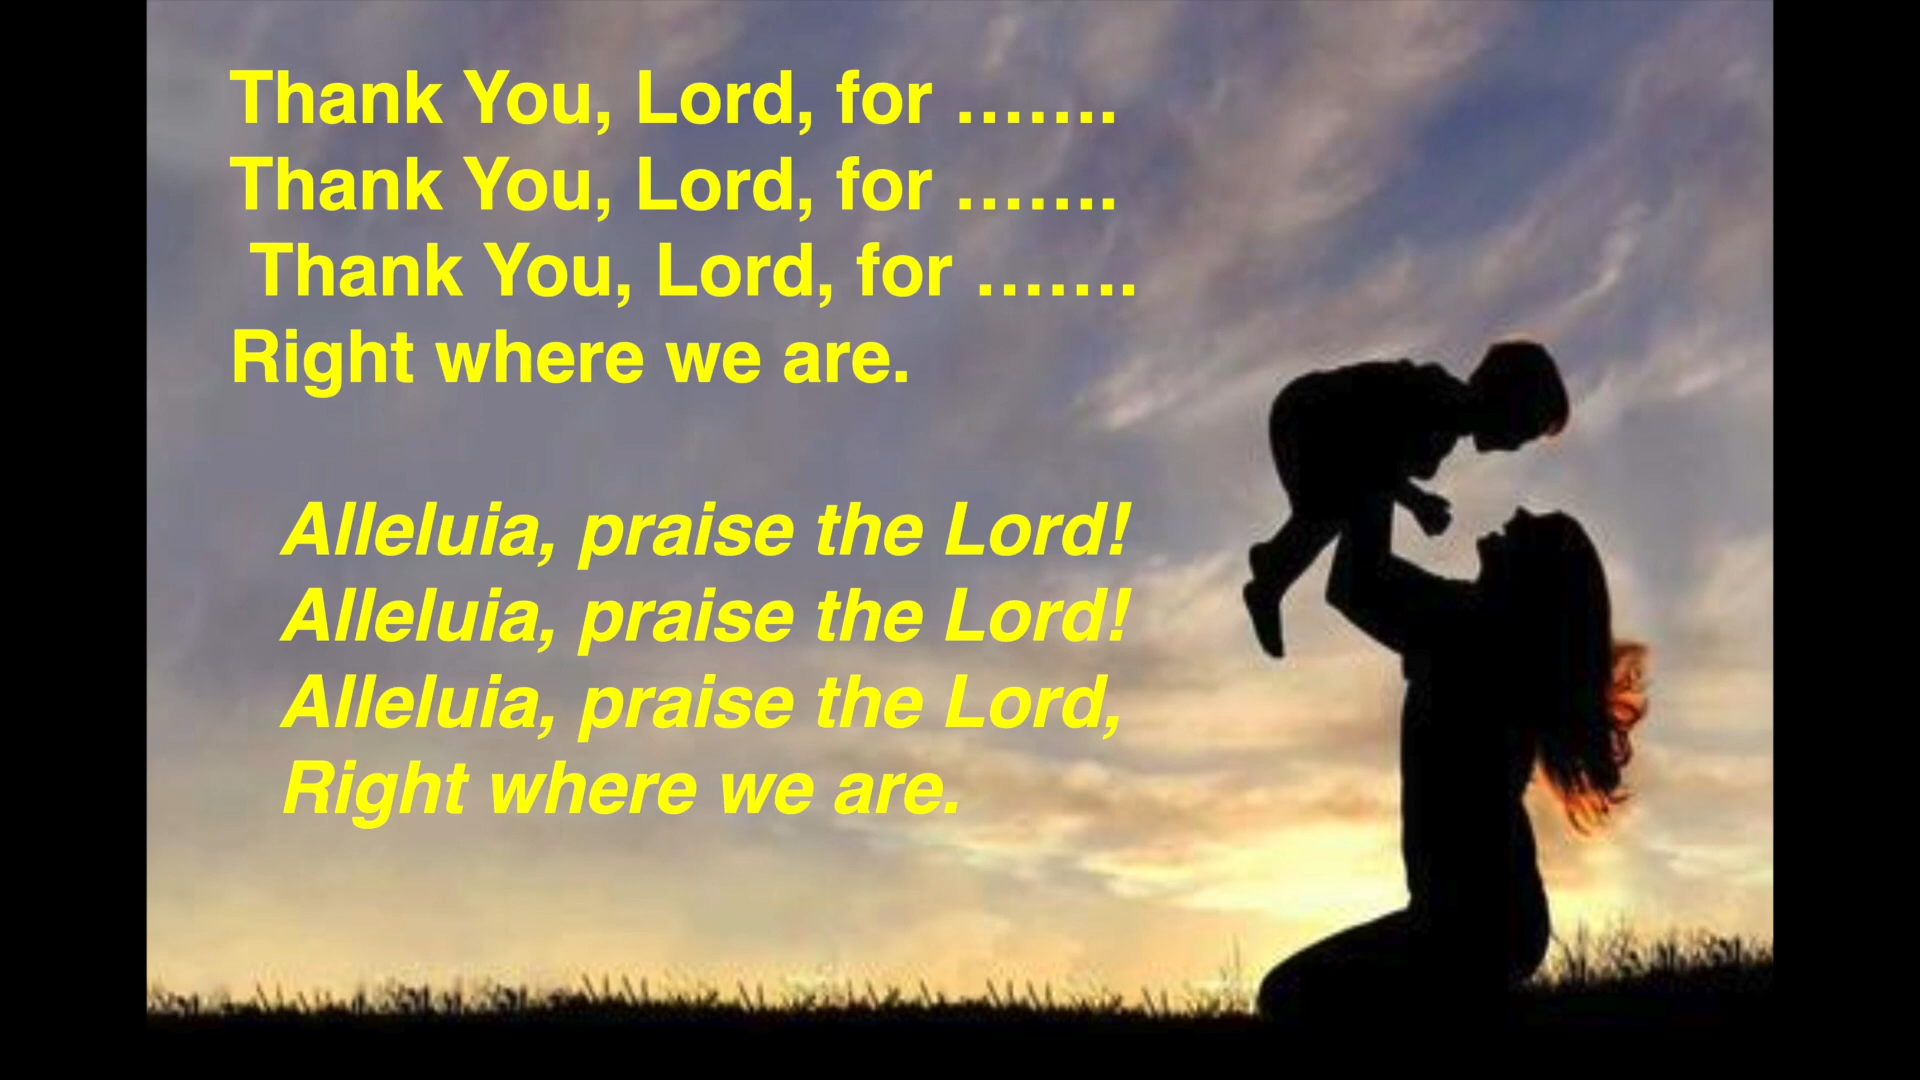 Thank You, Lord, for …….
Thank You, Lord, for …….
Thank You, Lord, for …….
Right where we are.
Alleluia, praise the Lord!
Alleluia, praise the Lord!
Alleluia, praise the Lord,
Right where we are.